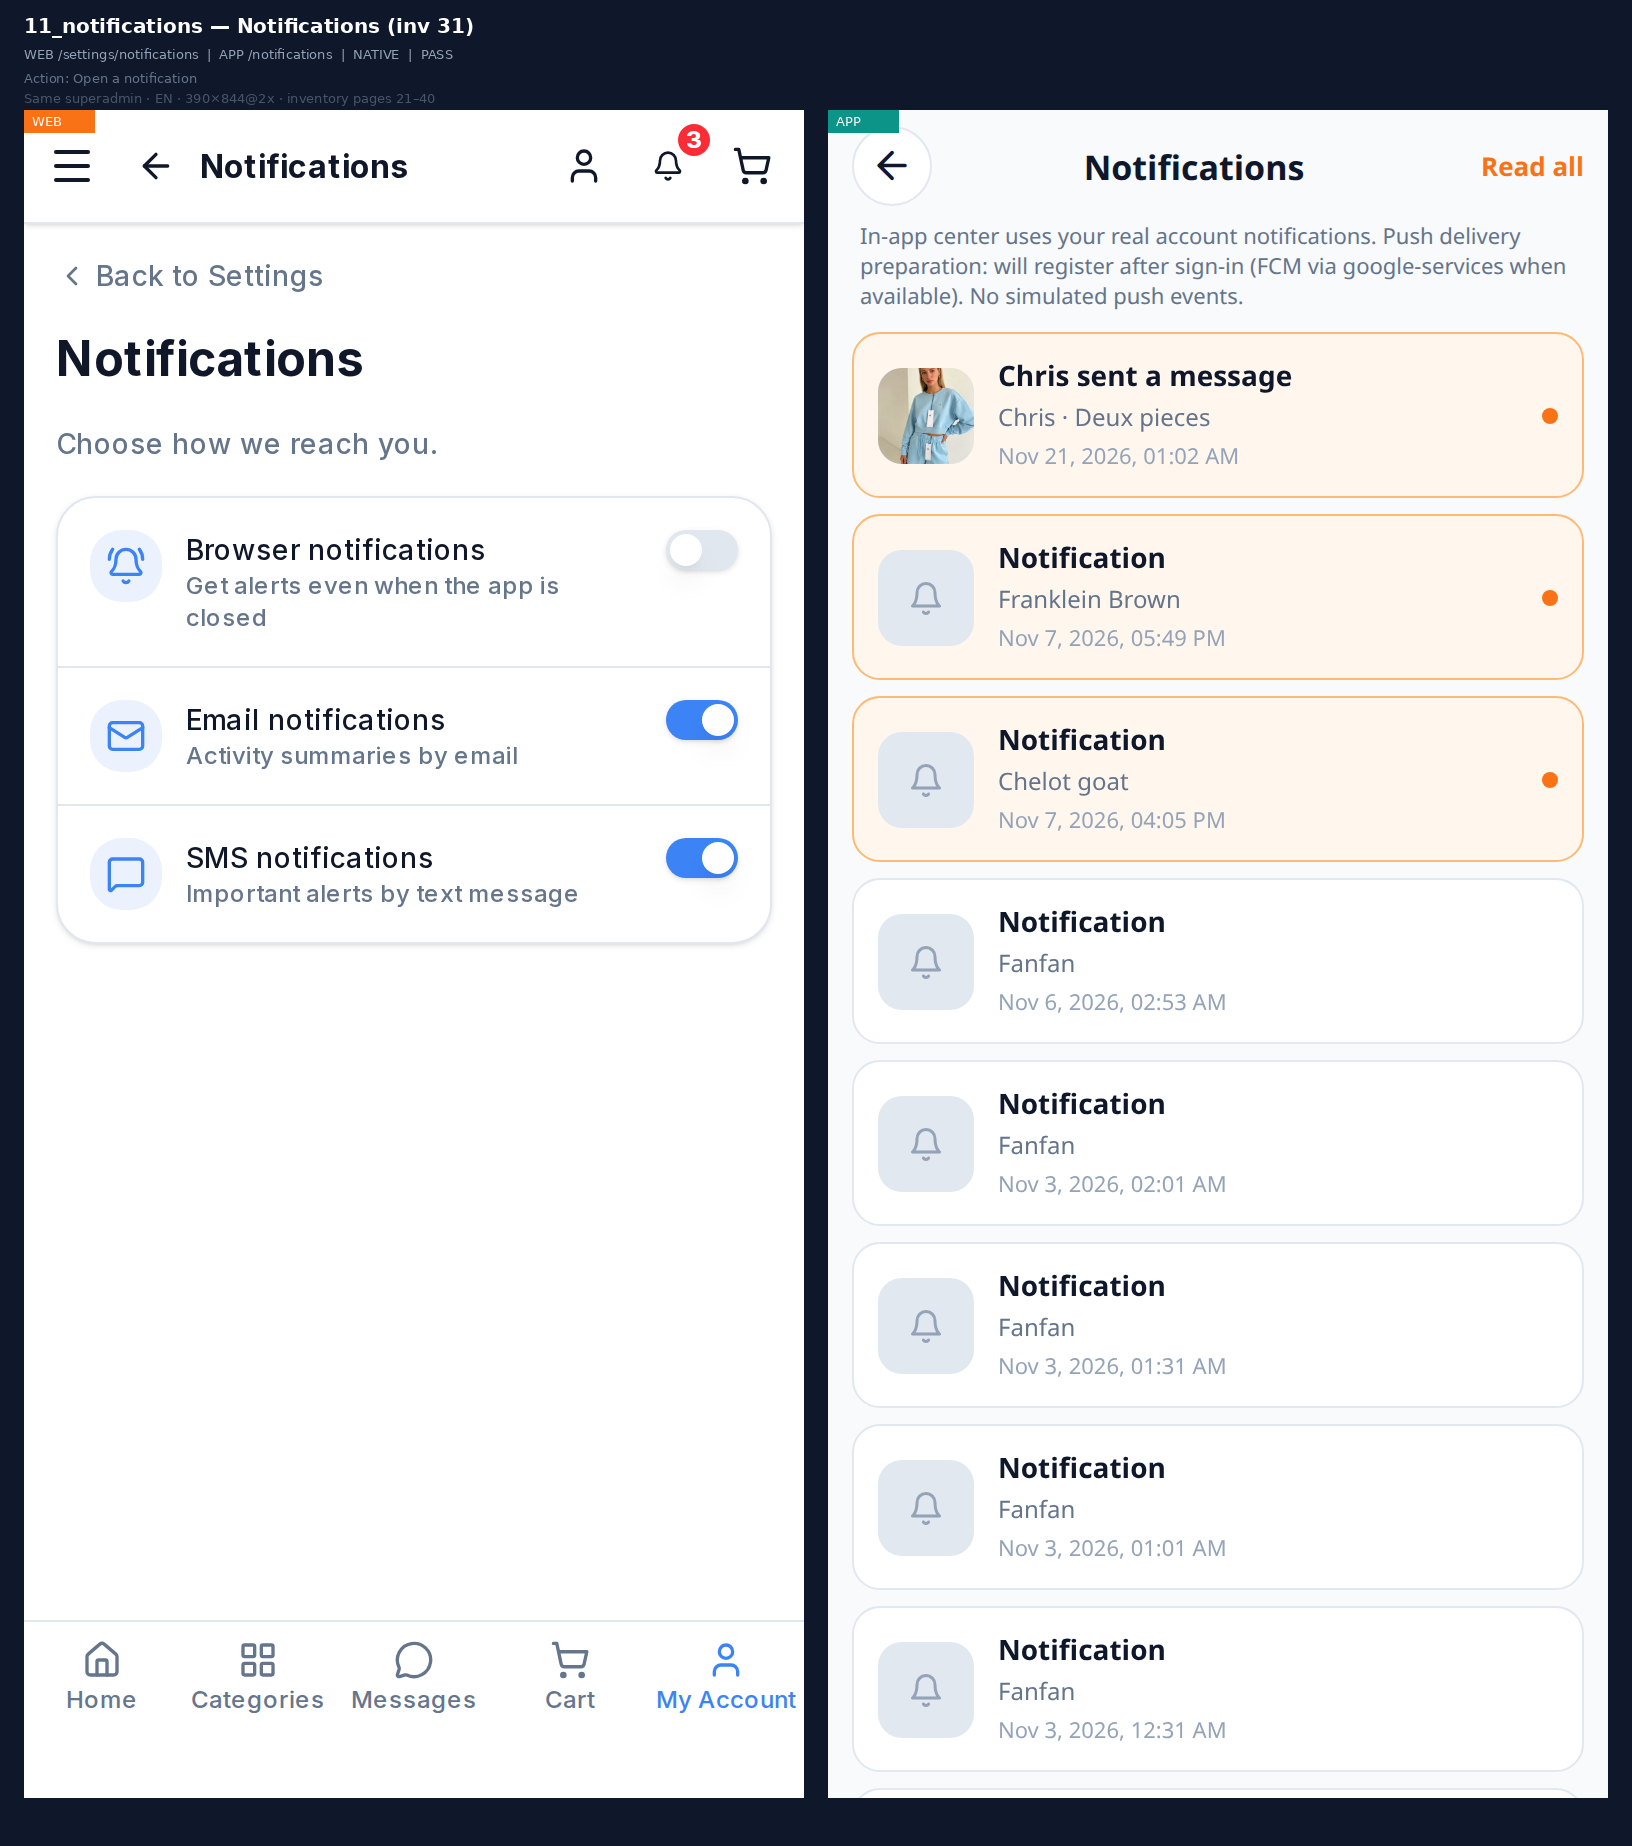 11_notifications — Notifications (inv 31)
WEB /settings/notifications | APP /notifications | NATIVE | PASS
Action: Open a notification
Same superadmin · EN · 390×844@2x · inventory pages 21–40
WEB
Notifications
3
Back to Settings
Notifications
Choose how we reach you.
Browser notifications
Get alerts even when the app is
closed
Email notifications
Activity summaries by email
SMS notifications
Important alerts by text message
Home
Categories
Messages
Cart
My Account
APP
Notifications
Read all
In-app center uses your real account notifications. Push delivery
preparation: will register after sign-in (FCM via google-services when
available). No simulated push events.
Chris sent a message
Chris · Deux pieces
Nov 21, 2026, 01:02 AM
Notification
Franklein Brown
Nov 7, 2026, 05:49 PM
Notification
Chelot goat
Nov 7, 2026, 04:05 PM
Notification
Fanfan
Nov 6, 2026, 02:53 AM
Notification
Fanfan
Nov 3, 2026, 02:01 AM
Notification
Fanfan
Nov 3, 2026, 01:31 AM
Notification
Fanfan
Nov 3, 2026, 01:01 AM
Notification
Fanfan
Nov 3, 2026, 12:31 AM